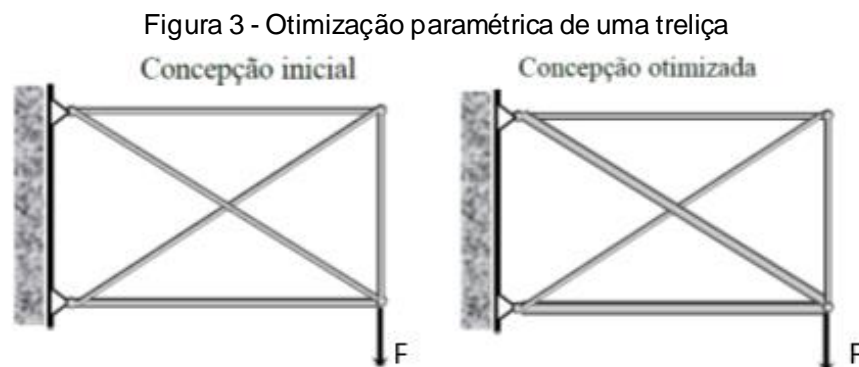 Figura 3 - Otimização paramétrica de uma treliça
Concepção inicial
Concepção otimizada
F
F